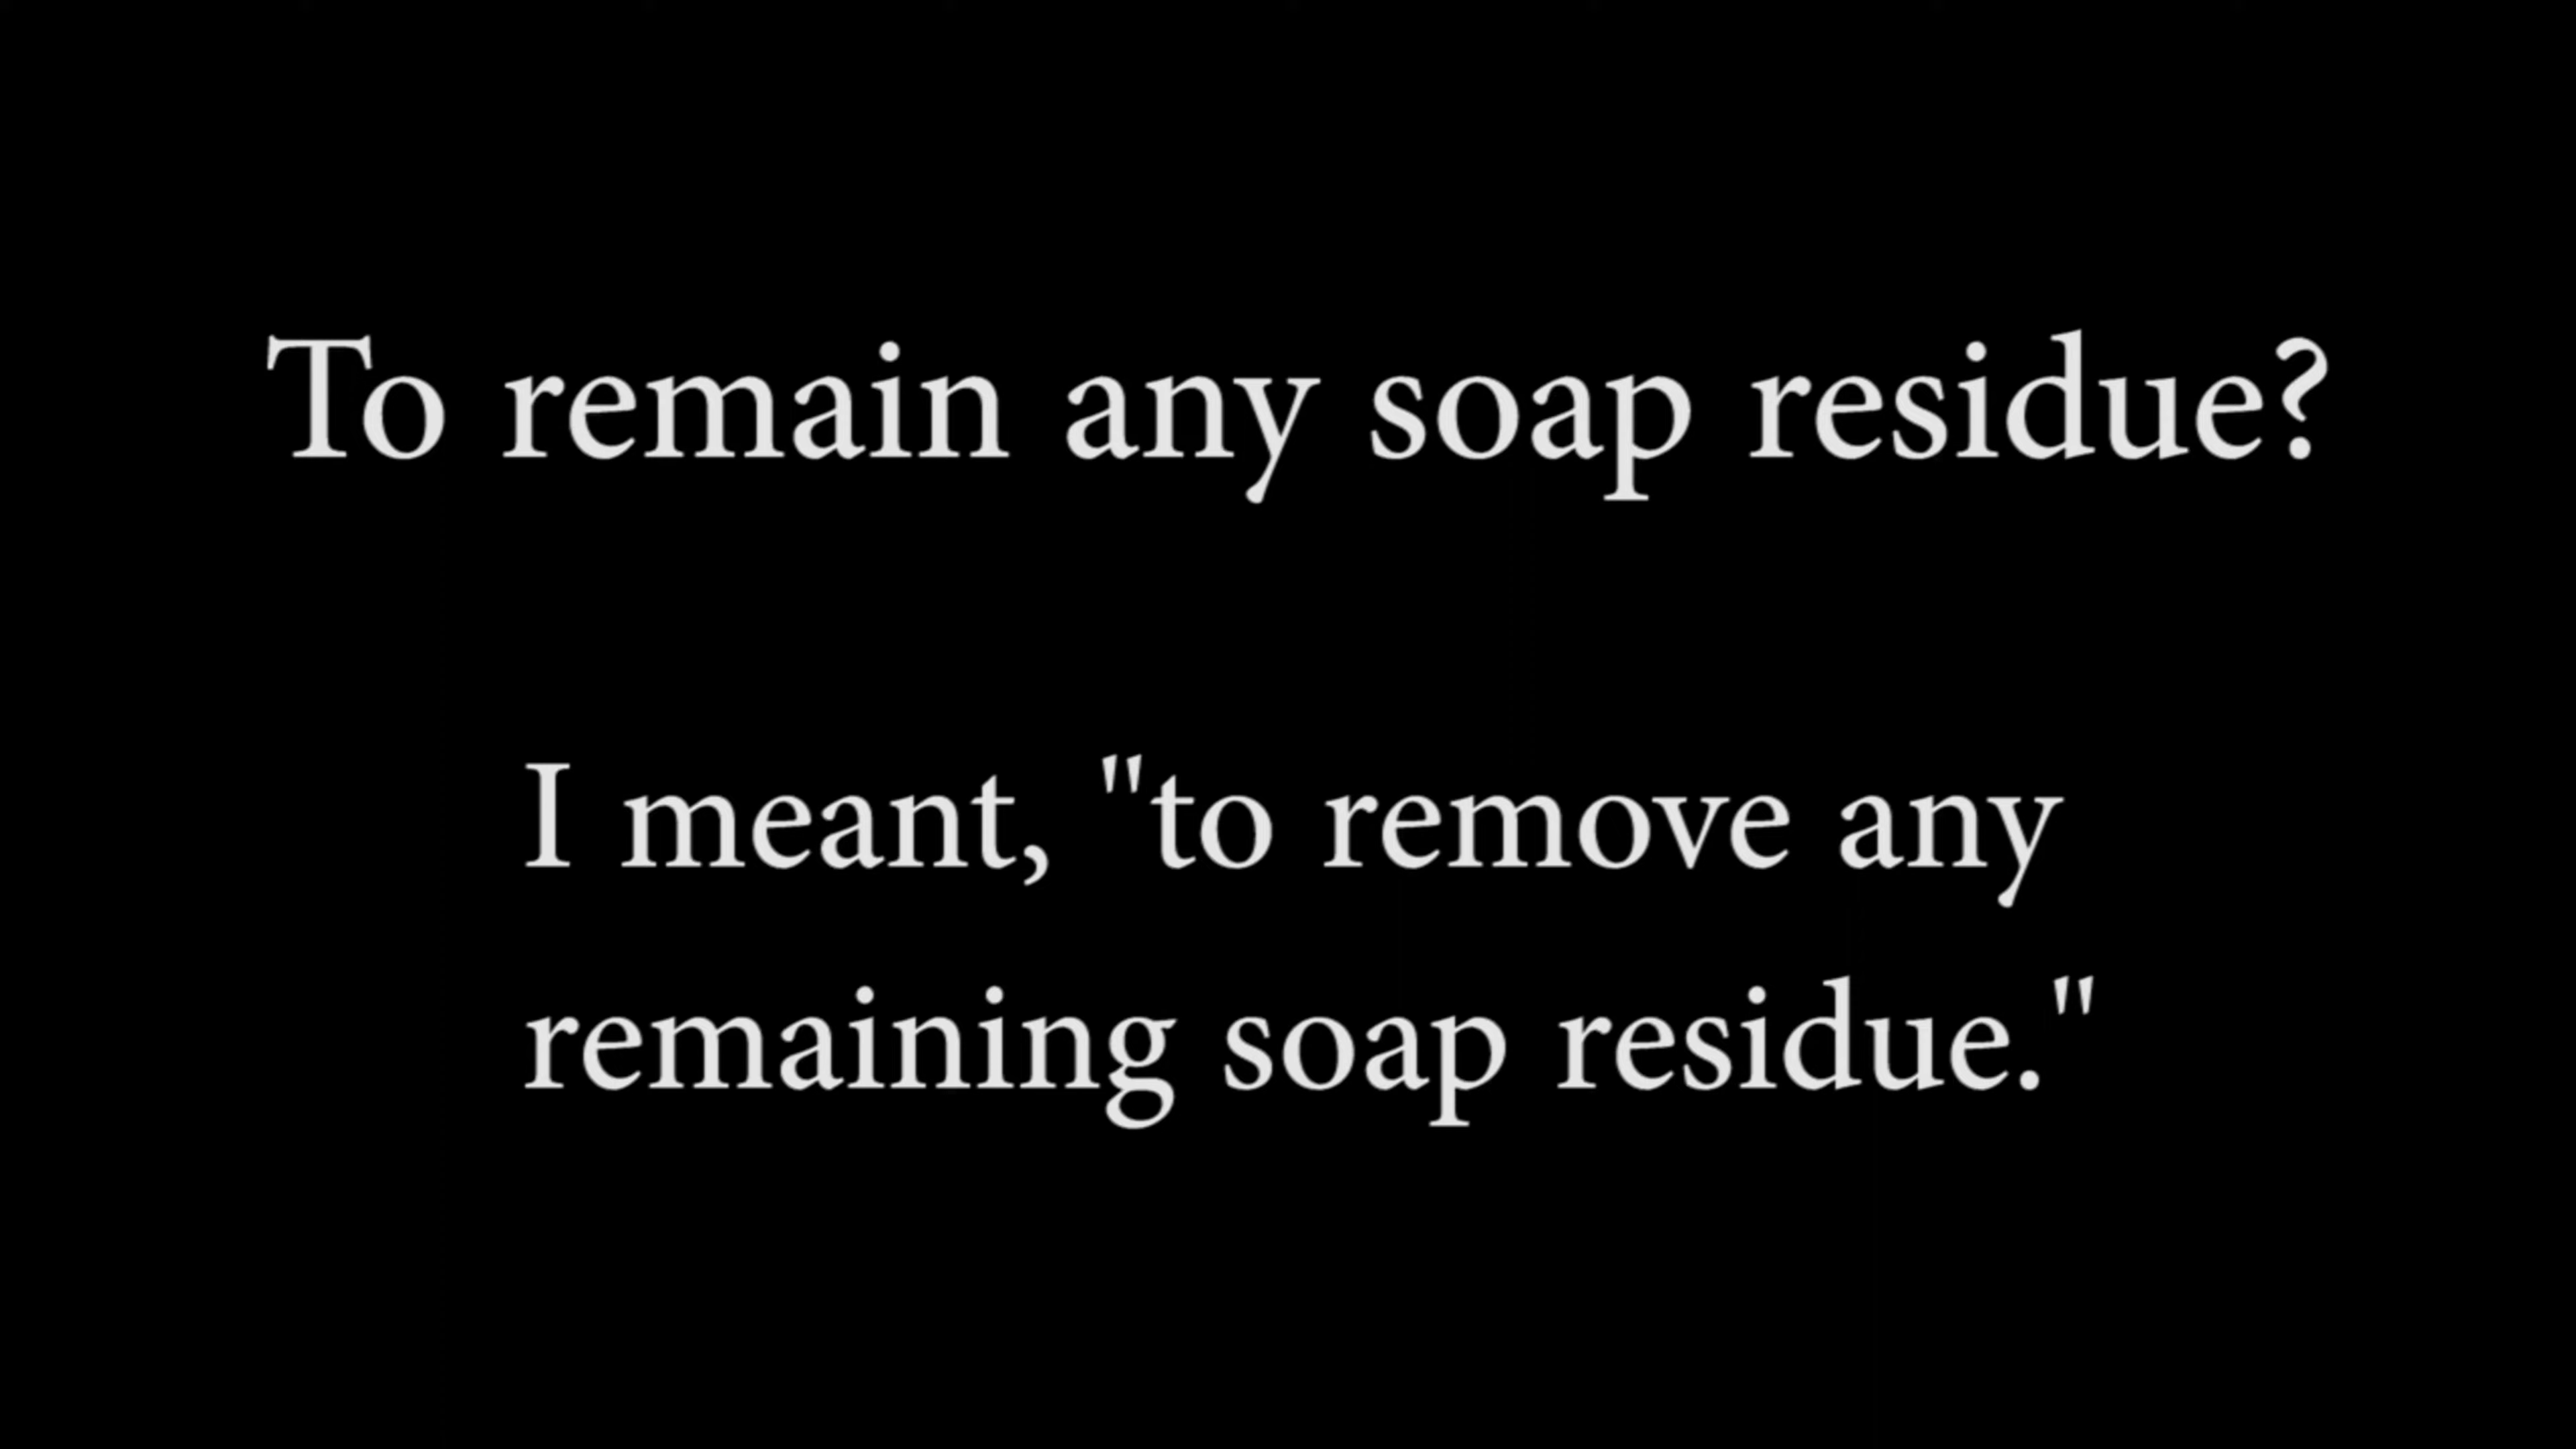 To remain any soap residue?
I meant, "to remove any
remaining soap residue."